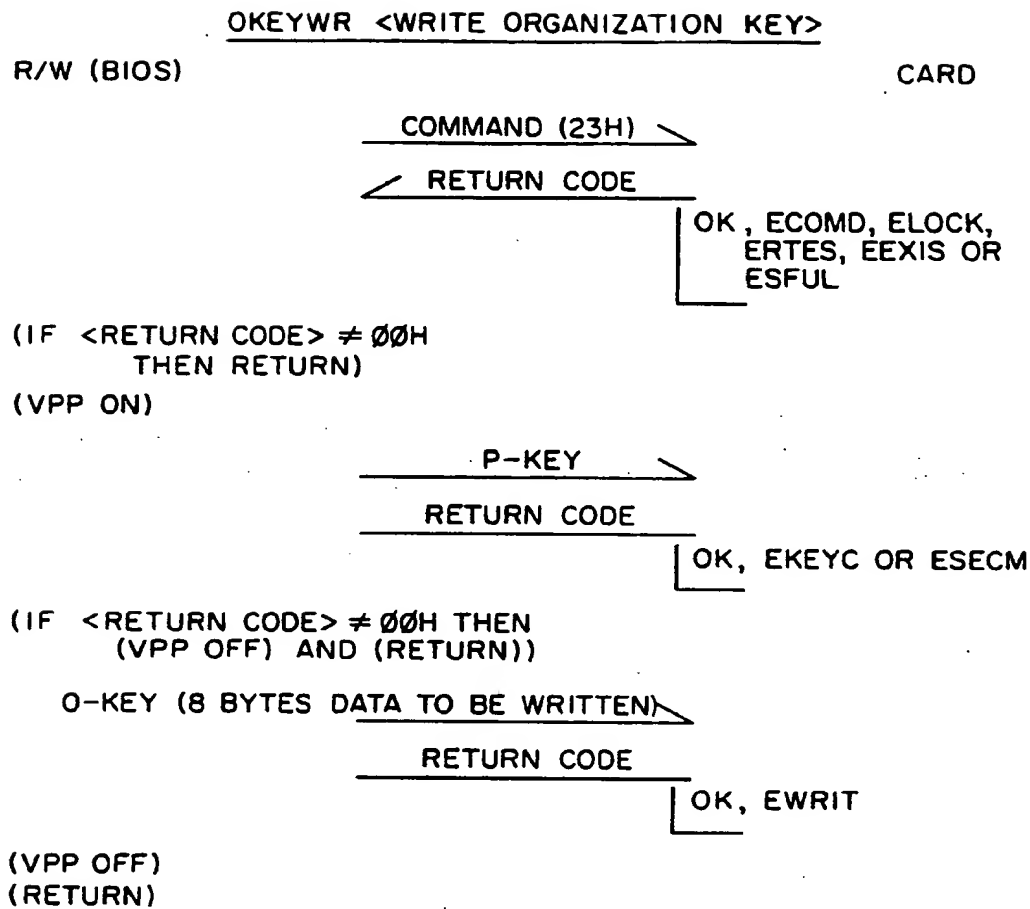 OKEYWR <WRITE ORGANIZATION KEY>
R/W (BIOS) CARD
COMMAND (23H)
RETURN CODE
OK, ECOMD, ELOCK,
ERTES, EEXIS OR
ESFUL
(IF <RETURN CODE> ≠ ØØH
THEN RETURN)
(VPP ON)
P-KEY
RETURN CODE
OK, EKEYC OR ESECM
(IF <RETURN CODE> ≠ ØØH THEN
(VPP OFF) AND (RETURN))
O-KEY (8 BYTES DATA TO BE WRITTEN)
RETURN CODE
OK, EWRIT
(VPP OFF)
(RETURN)